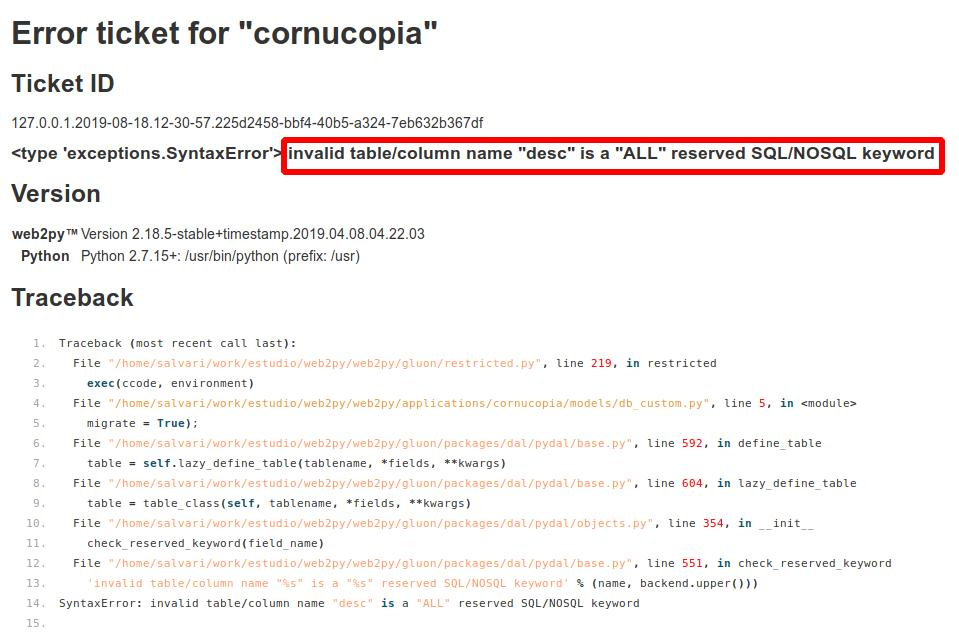 Error ticket for "cornucopia"
Ticket ID
127.0.0.1.2019-08-18.12-30-57.225d2458-bbf4-40b5-a324-7eb632b367df
<type 'exceptions.SyntaxError'> invalid table/column name "desc" is a "ALL" reserved SQL/NOSQL keyword
Version
web2py™ Version 2.18.5-stable+timestamp.2019.04.08.04.22.03
Python Python 2.7.15+: /usr/bin/python (prefix: /usr)
Traceback
1. Traceback (most recent call last):
2. File "/home/salvari/work/estudio/web2py/web2py/gluon/restricted.py", line 219, in restricted
3. exec(ccode, environment)
4. File "/home/salvari/work/estudio/web2py/web2py/applications/cornucopia/models/db_custom.py", line 5, in <module>
5. migrate = True);
6. File "/home/salvari/work/estudio/web2py/web2py/gluon/packages/dal/pydal/base.py", line 592, in define_table
7. table = self.lazy_define_table(tablename, *fields, **kwargs)
8. File "/home/salvari/work/estudio/web2py/web2py/gluon/packages/dal/pydal/base.py", line 604, in lazy_define_table
9. table = table_class(self, tablename, *fields, **kwargs)
10. File "/home/salvari/work/estudio/web2py/web2py/gluon/packages/dal/pydal/objects.py", line 354, in __init__
11. check_reserved_keyword(field_name)
12. File "/home/salvari/work/estudio/web2py/web2py/gluon/packages/dal/pydal/base.py", line 551, in check_reserved_keyword
13. 'invalid table/column name "%s" is a "%s" reserved SQL/NOSQL keyword' % (name, backend.upper()))
14. SyntaxError: invalid table/column name "desc" is a "ALL" reserved SQL/NOSQL keyword
15.